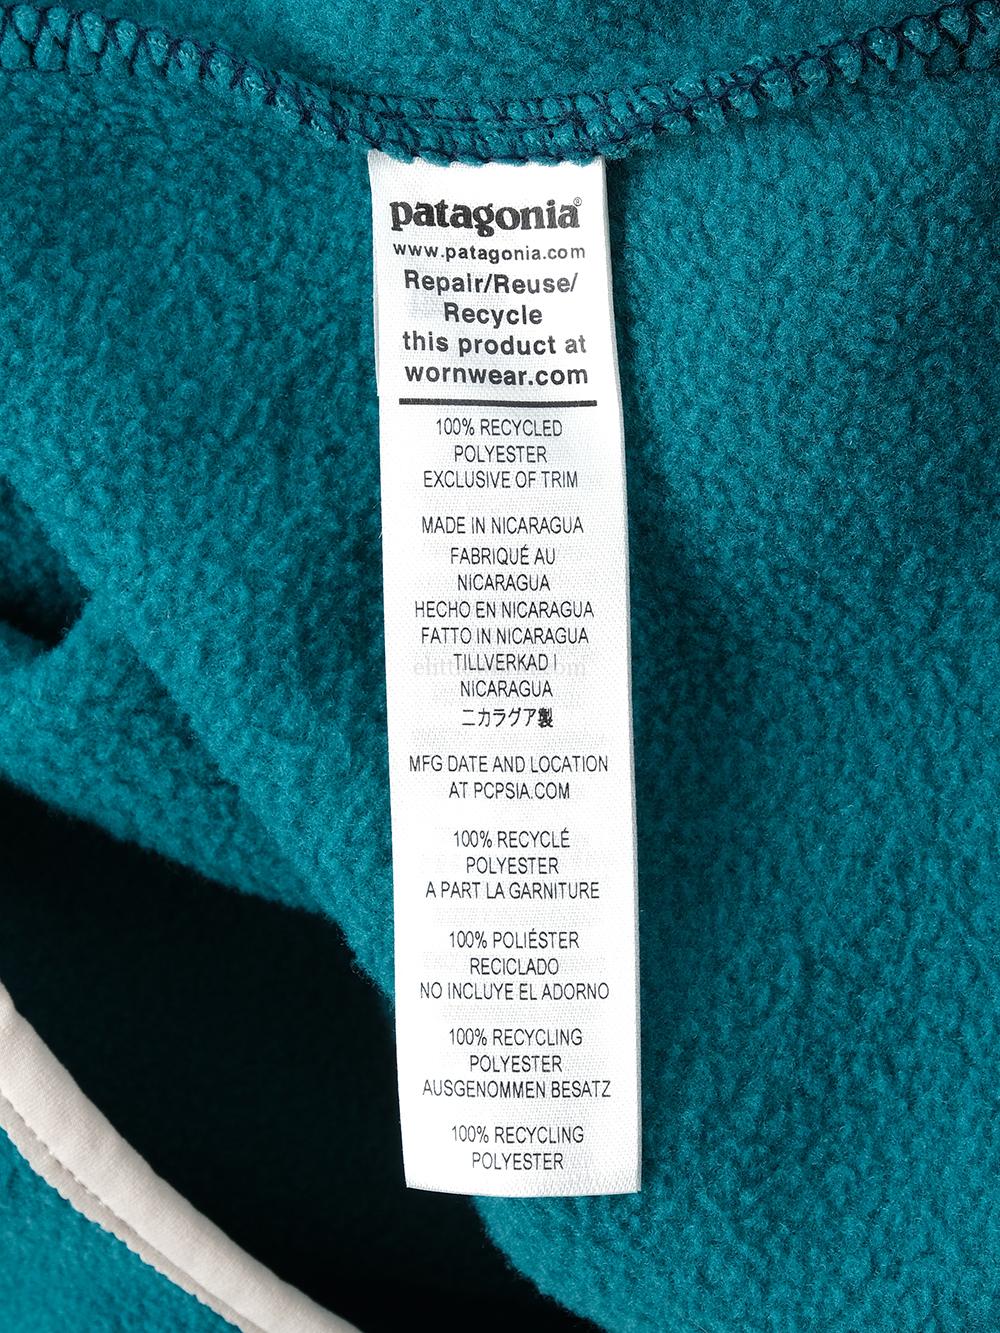 patagonia®
www.patagonia.com
Repair/Reuse/
Recycle
this product at
wornwear.com
100% RECYCLED
POLYESTER
EXCLUSIVE OF TRIM
MADE IN NICARAGUA
FABRIQUÉ AU
NICARAGUA
HECHO EN NICARAGUA
FATTO IN NICARAGUA
TILLVERKAD I
NICARAGUA
ニカラグア製
MFG DATE AND LOCATION
AT PCPSIA.COM
100% RECYCLÉ
POLYESTER
A PART LA GARNITURE
100% POLIÉSTER
RECICLADO
NO INCLUYE EL ADORNO
100% RECYCLING
POLYESTER
AUSGENOMMEN BESATZ
100% RECYCLING
POLYESTER